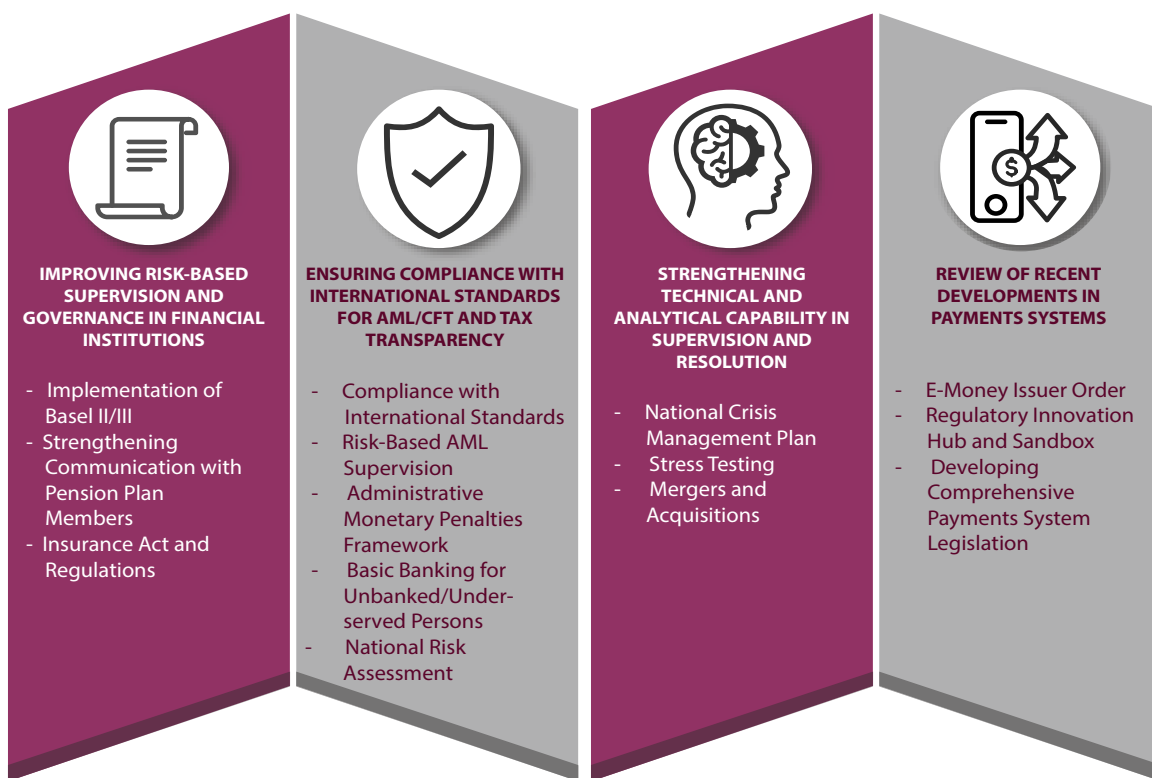 IMPROVING RISK-BASED
SUPERVISION AND
GOVERNANCE IN FINANCIAL
INSTITUTIONS
- Implementation of
Basel II/III
- Strengthening
Communication with
Pension Plan
Members
- Insurance Act and
Regulations
ENSURING COMPLIANCE WITH
INTERNATIONAL STANDARDS
FOR AML/CFT AND TAX
TRANSPARENCY
- Compliance with
International Standards
- Risk-Based AML
Supervision
- Administrative
Monetary Penalties
Framework
- Basic Banking for
Unbanked/Under-
served Persons
- National Risk
Assessment
STRENGTHENING
TECHNICAL AND
ANALYTICAL CAPABILITY IN
SUPERVISION AND
RESOLUTION
- National Crisis
Management Plan
- Stress Testing
- Mergers and
Acquisitions
$
REVIEW OF RECENT
DEVELOPMENTS IN
PAYMENTS SYSTEMS
- E-Money Issuer Order
- Regulatory Innovation
Hub and Sandbox
- Developing
Comprehensive
Payments System
Legislation